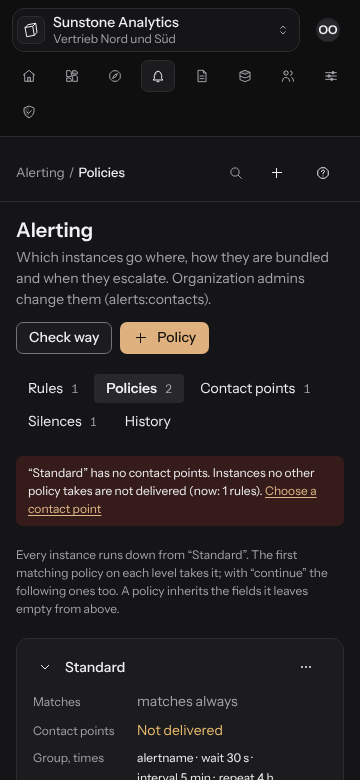 Sunstone Analytics
Vertrieb Nord und Süd
OO
Alerting / Policies
Alerting
Which instances go where, how they are bundled
and when they escalate. Organization admins
change them (alerts:contacts).
Check way
+ Policy
Rules 1 Policies 2 Contact points 1
Silences 1 History
“Standard” has no contact points. Instances no other
policy takes are not delivered (now: 1 rules). Choose a
contact point
Every instance runs down from “Standard”. The first
matching policy on each level takes it; with “continue” the
following ones too. A policy inherits the fields it leaves
empty from above.
Standard
Matches matches always
Contact points Not delivered
Group, times alertname · wait 30 s ·
interval 5 min · repeat 4 h